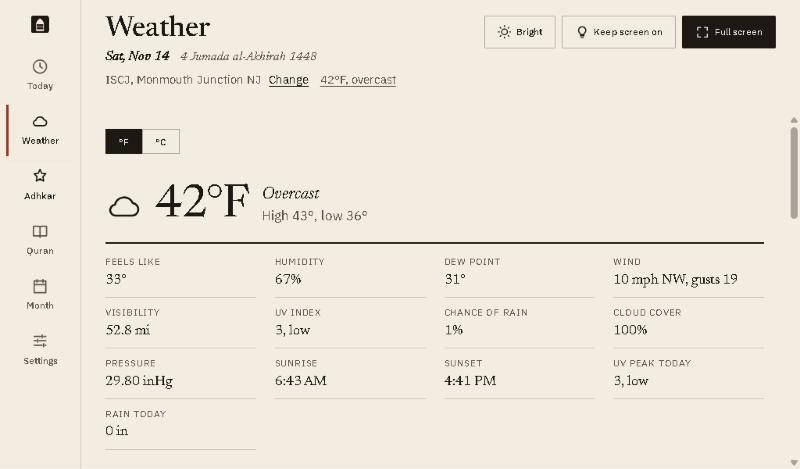 Weather
Bright
Keep screen on
Full screen
Sat, Nov 14 4 Jumada al-Akhirah 1448
ISCJ, Monmouth Junction NJ Change 42°F, overcast
Today
Weather
Adhkar
Quran
Month
Settings
°F °C
42°F
Overcast
High 43°, low 36°
FEELS LIKE
33°
HUMIDITY
67%
DEW POINT
31°
WIND
10 mph NW, gusts 19
VISIBILITY
52.8 mi
UV INDEX
3, low
CHANCE OF RAIN
1%
CLOUD COVER
100%
PRESSURE
29.80 inHg
SUNRISE
6:43 AM
SUNSET
4:41 PM
UV PEAK TODAY
3, low
RAIN TODAY
0 in